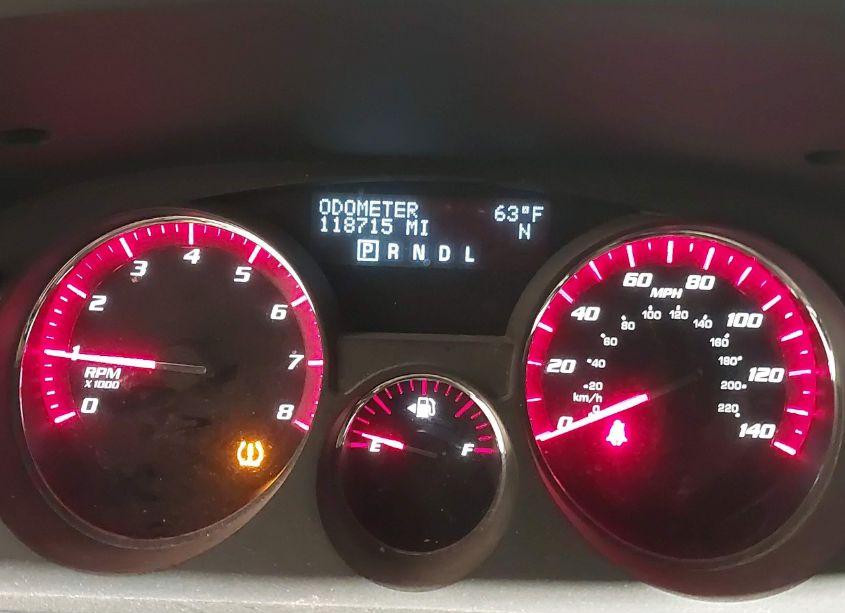 ODOMETER 63°F
118715 MI N
P R N D L
0 1 2 3 4 5 6 7 8
RPM
X 1000
E F
0 20 40 60 80 100 120 140
MPH
km/h
0 20 40 60 80 100 120 140 160 180 200 220